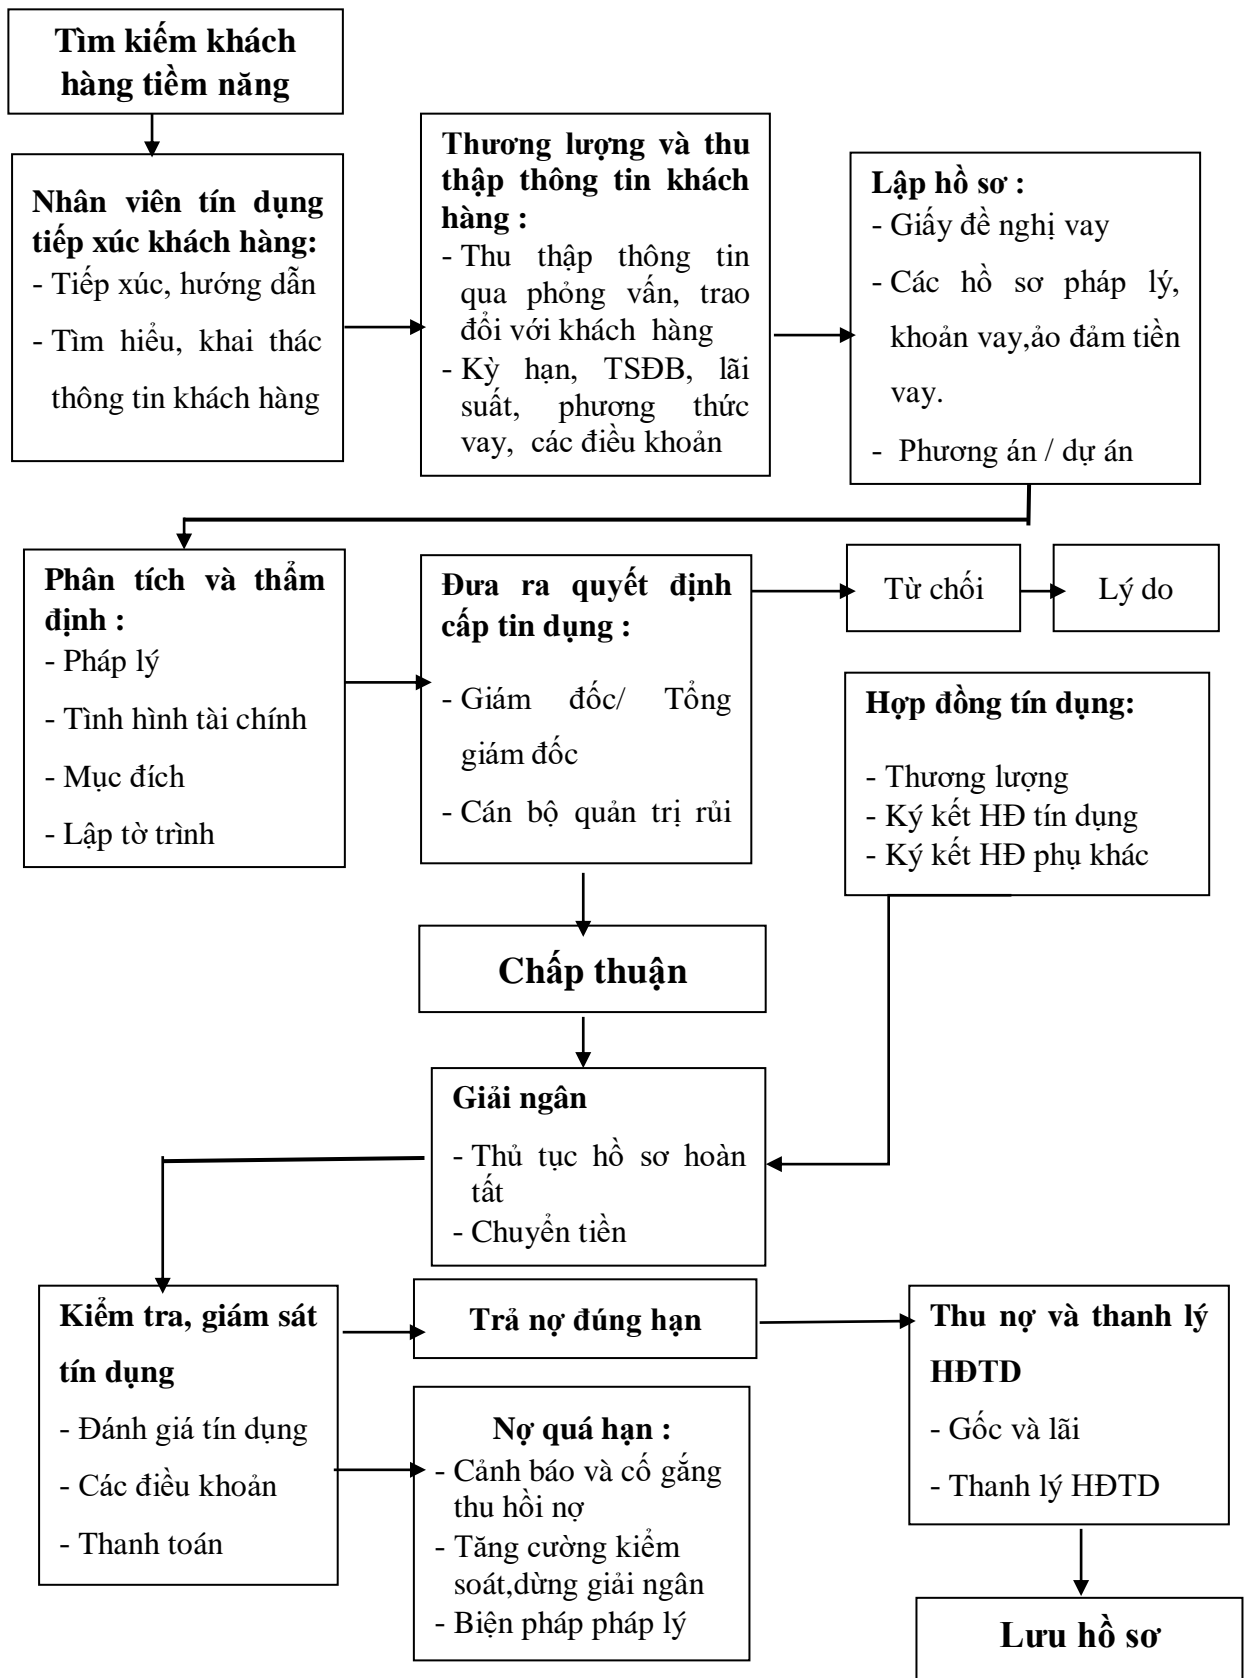 Tìm kiếm khách
hàng tiềm năng
Nhân viên tín dụng
tiếp xúc khách hàng:
- Tiếp xúc, hướng dẫn
- Tìm hiểu, khai thác
thông tin khách hàng
Thương lượng và thu
thập thông tin khách
hàng :
- Thu thập thông tin
qua phỏng vấn, trao
đổi với khách hàng
- Kỳ hạn, TSĐB, lãi
suất, phương thức
vay, các điều khoản
Lập hồ sơ :
- Giấy đề nghị vay
- Các hồ sơ pháp lý,
khoản vay,ảo đảm tiền
vay.
- Phương án / dự án
Phân tích và thẩm
định :
- Pháp lý
- Tình hình tài chính
- Mục đích
- Lập tờ trình
Đưa ra quyết định
cấp tin dụng :
- Giám đốc/ Tổng
giám đốc
- Cán bộ quản trị rủi
Từ chối
Lý do
Hợp đồng tín dụng:
- Thương lượng
- Ký kết HĐ tín dụng
- Ký kết HĐ phụ khác
Chấp thuận
Giải ngân
- Thủ tục hồ sơ hoàn
tất
- Chuyển tiền
Kiểm tra, giám sát
tín dụng
- Đánh giá tín dụng
- Các điều khoản
- Thanh toán
Trả nợ đúng hạn
Nợ quá hạn :
- Cảnh báo và cố gắng
thu hồi nợ
- Tăng cường kiểm
soát,dừng giải ngân
- Biện pháp pháp lý
Thu nợ và thanh lý
HĐTD
- Gốc và lãi
- Thanh lý HĐTD
Lưu hồ sơ